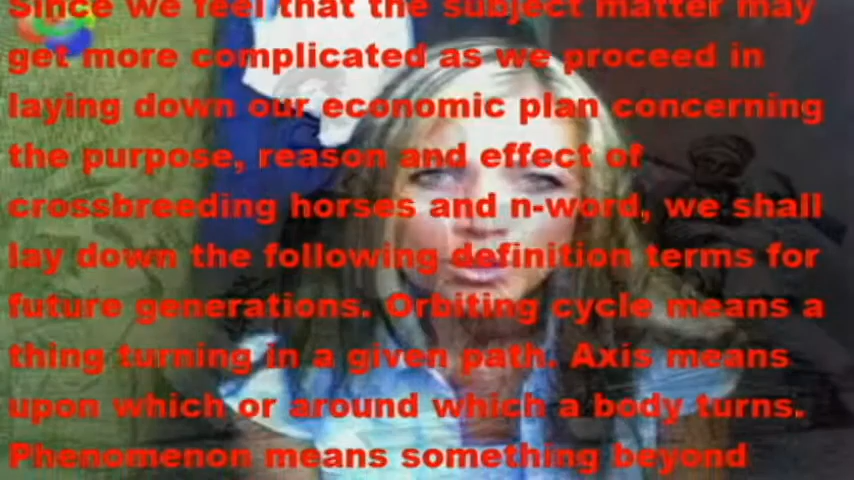 Since we feel that the subject matter may
get more complicated as we proceed in
laying down our economic plan concerning
the purpose, reason and effect of
crossbreeding horses and n-word, we shall
lay down the following definition terms for
future generations. Orbiting cycle means a
thing turning in a given path. Axis means
upon which or around which a body turns.
Phenomenon means something beyond